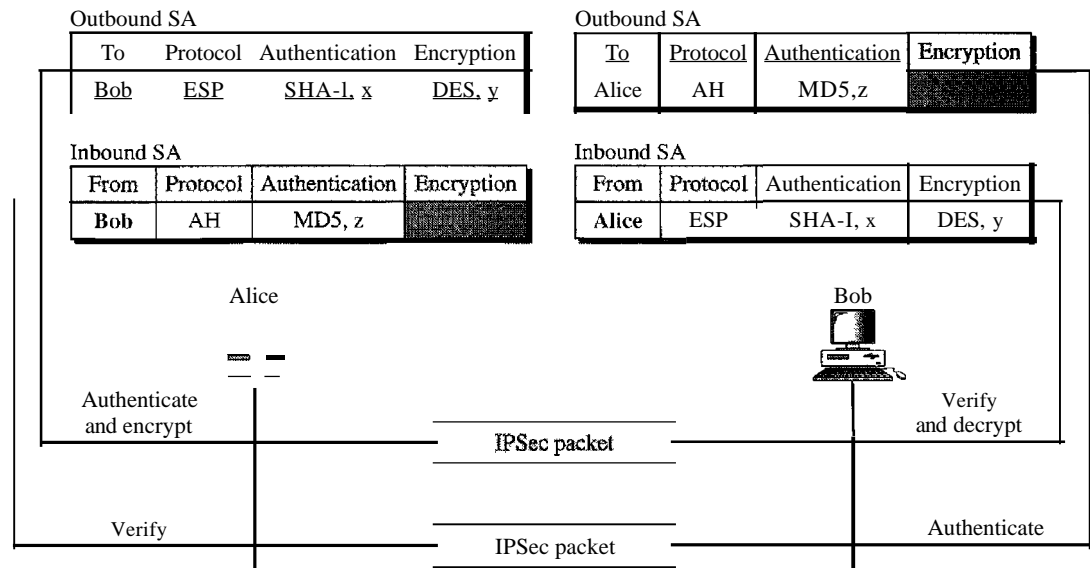 Outbound SA
To Protocol Authentication Encryption
Bob ESP SHA-l, x DES, y
Inbound SA
From Protocol Authentication Encryption
Bob AH MD5, z
Outbound SA
To Protocol Authentication Encryption
Alice AH MD5,z
Inbound SA
From Protocol Authentication Encryption
Alice ESP SHA-I, x DES, y
Alice
Bob
Authenticate
and encrypt
IPSec packet
Verify
and decrypt
Verify
IPSec packet
Authenticate